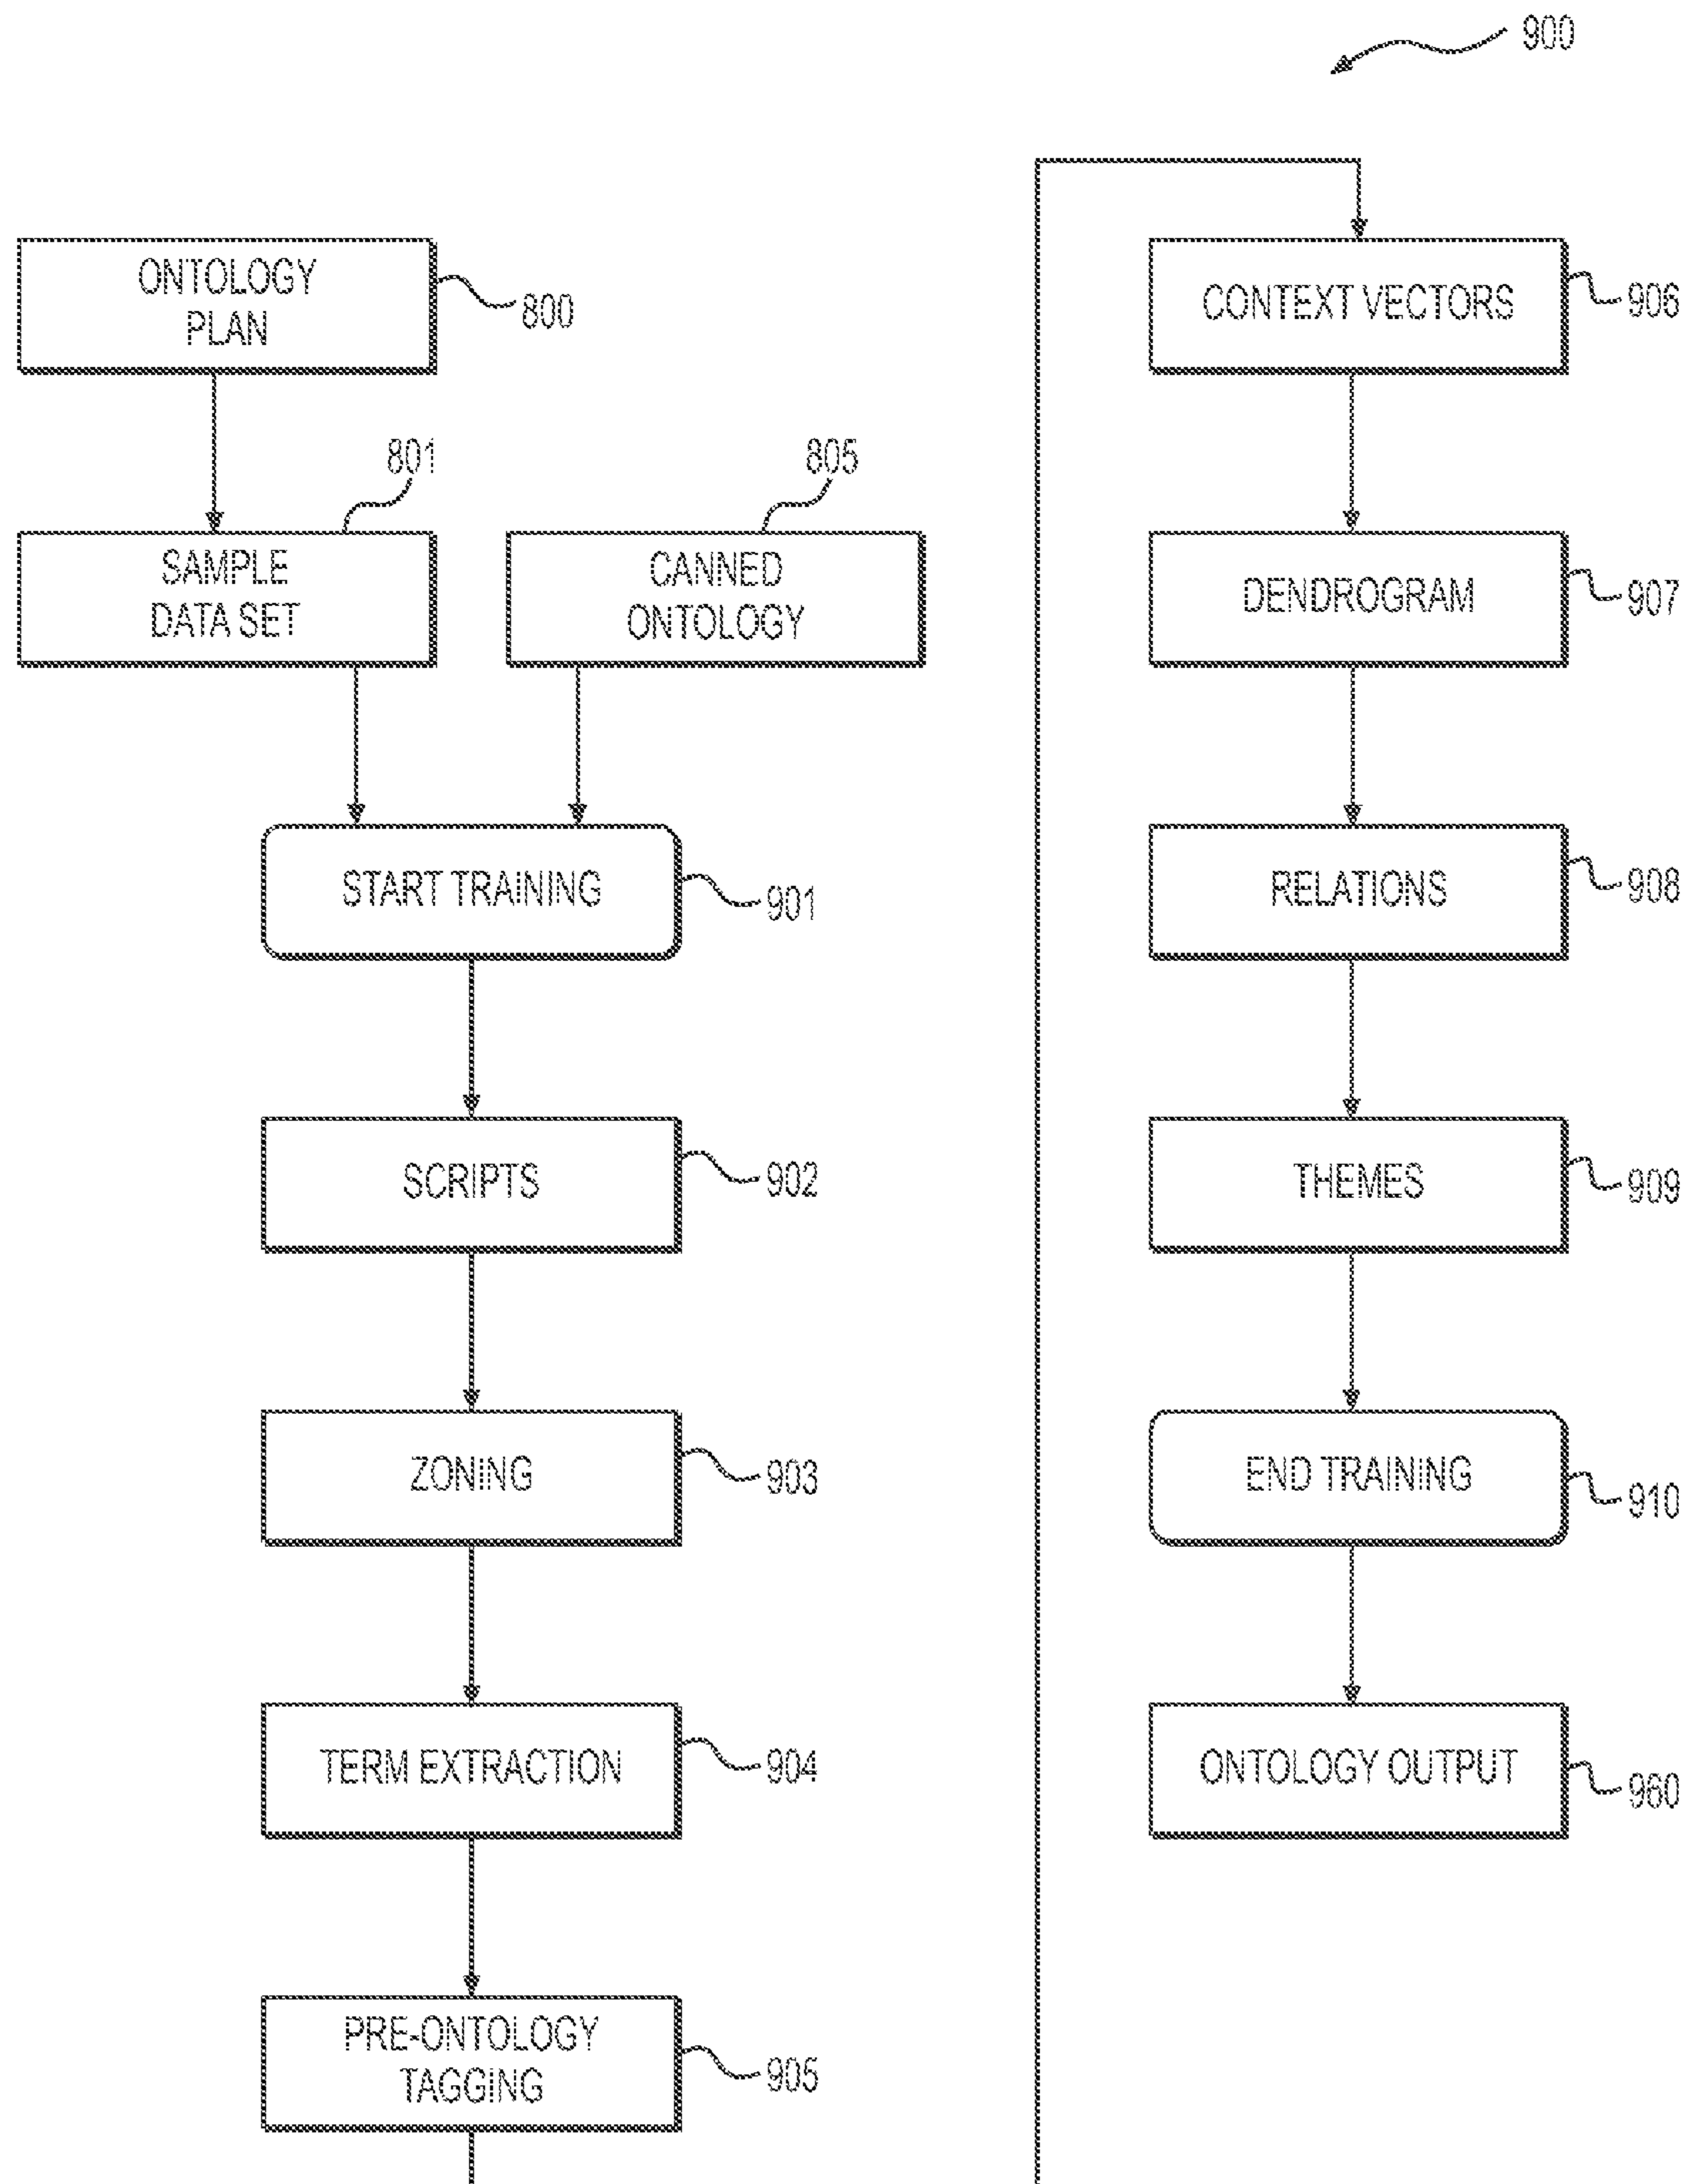 900
ONTOLOGY
PLAN
800
801
SAMPLE
DATA SET
805
CANNED
ONTOLOGY
START TRAINING
901
SCRIPTS
902
ZONING
903
TERM EXTRACTION
904
PRE-ONTOLOGY
TAGGING
905
CONTEXT VECTORS
906
DENDROGRAM
907
RELATIONS
908
THEMES
909
END TRAINING
910
ONTOLOGY OUTPUT
960